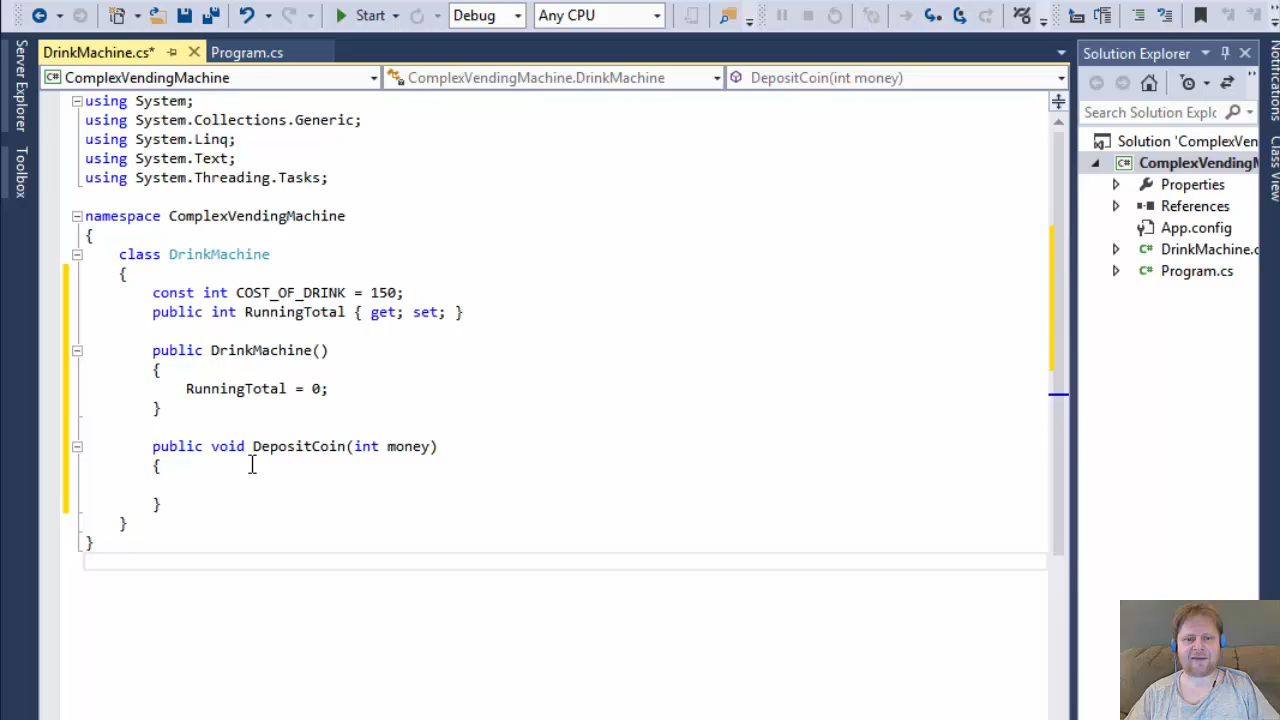 Start
Debug
Any CPU
DrinkMachine.cs*
Program.cs
Solution Explorer
ComplexVendingMachine
ComplexVendingMachine.DrinkMachine
DepositCoin(int money)
Search Solution Explc
Server Explorer
Toolbox
Notifications
Class View
using System;
using System.Collections.Generic;
using System.Linq;
using System.Text;
using System.Threading.Tasks;
namespace ComplexVendingMachine
{
class DrinkMachine
{
const int COST_OF_DRINK = 150;
public int RunningTotal { get; set; }
public DrinkMachine()
{
RunningTotal = 0;
}
public void DepositCoin(int money)
{
}
}
}
Solution 'ComplexVen
C# ComplexVendingM
Properties
References
App.config
C# DrinkMachine.c
C# Program.cs